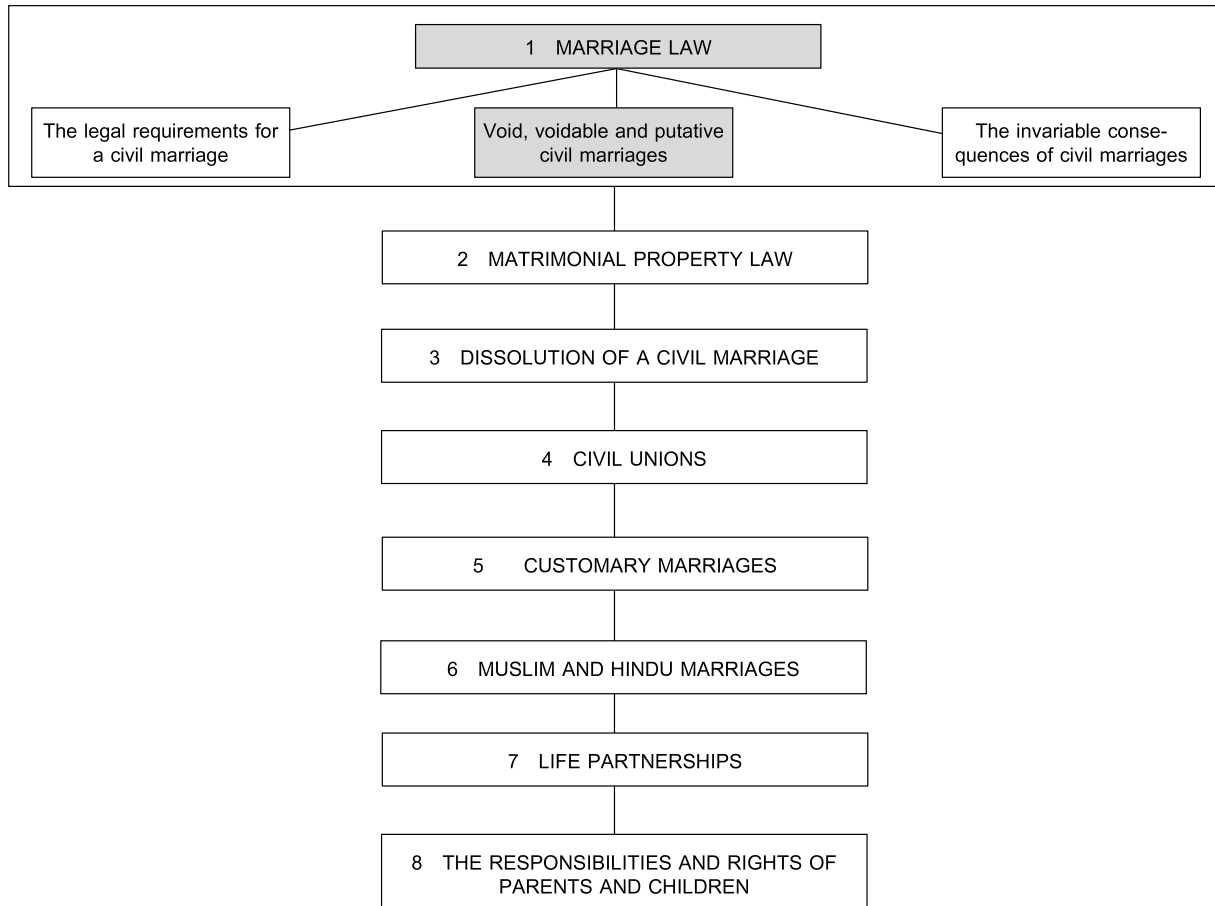 1 MARRIAGE LAW
The legal requirements for
a civil marriage
Void, voidable and putative
civil marriages
The invariable conse-
quences of civil marriages
2 MATRIMONIAL PROPERTY LAW
3 DISSOLUTION OF A CIVIL MARRIAGE
4 CIVIL UNIONS
5 CUSTOMARY MARRIAGES
6 MUSLIM AND HINDU MARRIAGES
7 LIFE PARTNERSHIPS
8 THE RESPONSIBILITIES AND RIGHTS OF
PARENTS AND CHILDREN